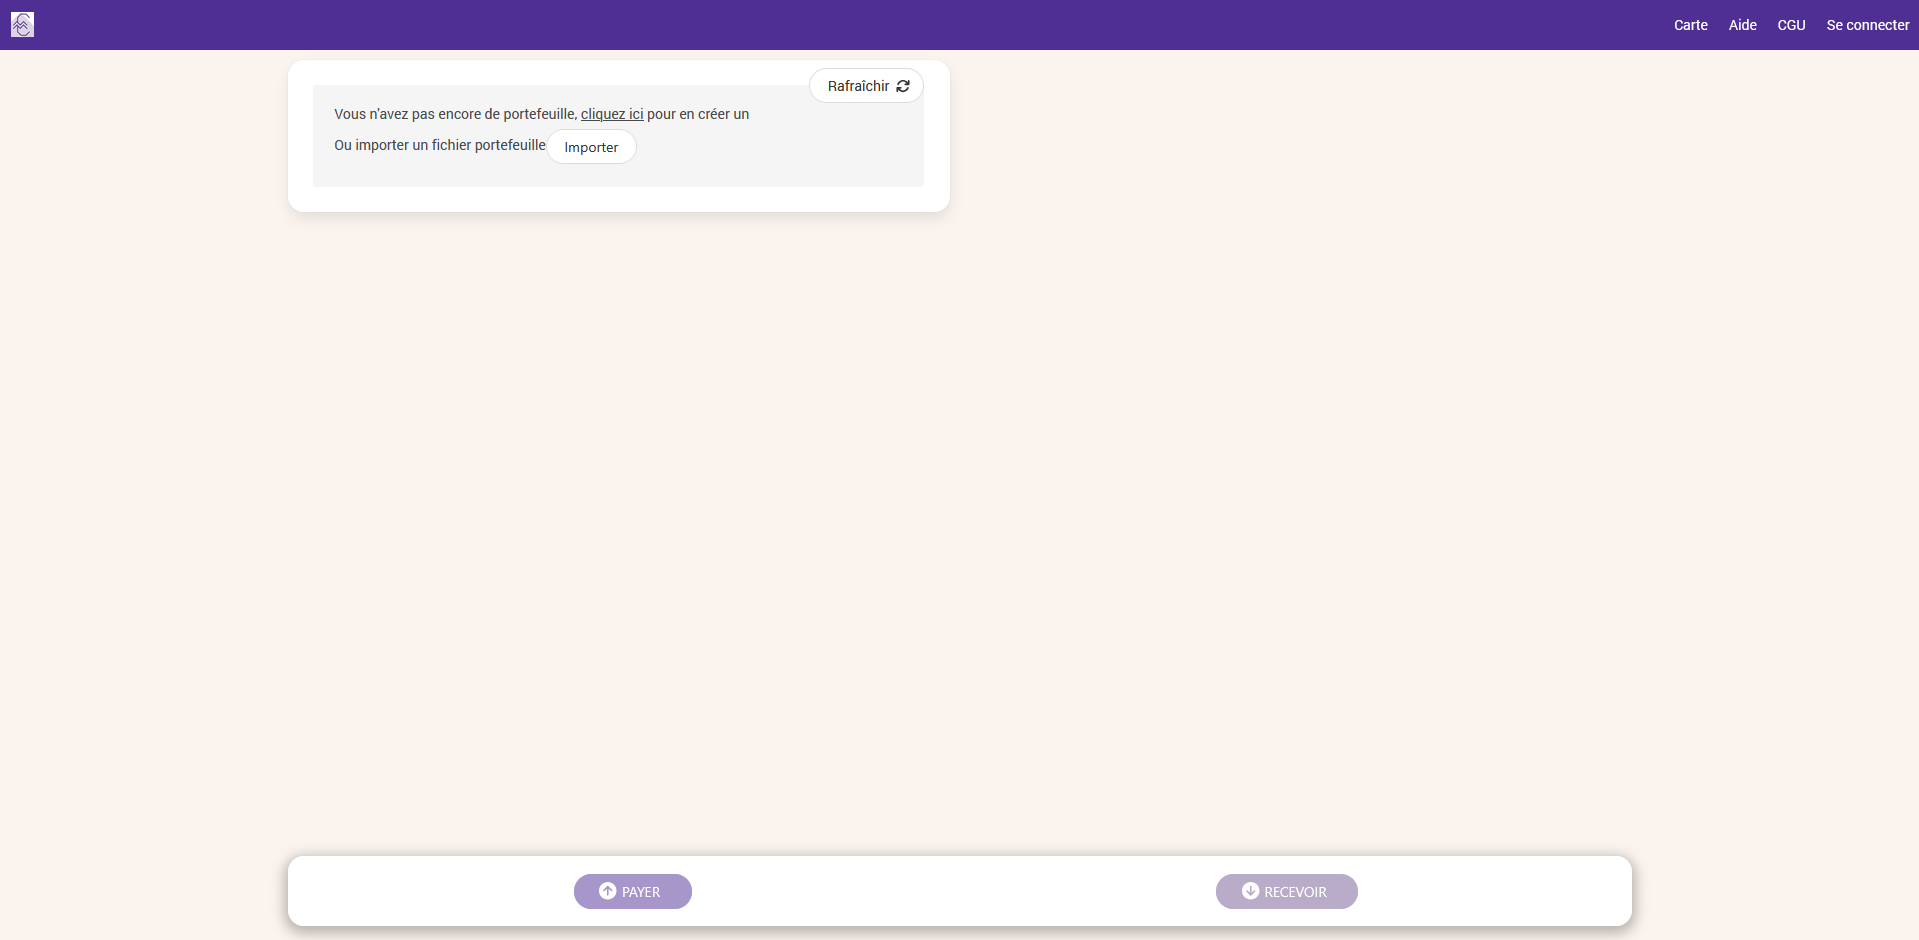 Carte Aide CGU Se connecter
Rafraîchir
Vous n'avez pas encore de portefeuille, cliquez ici pour en créer un
Ou importer un fichier portefeuille Importer
PAYER RECEVOIR